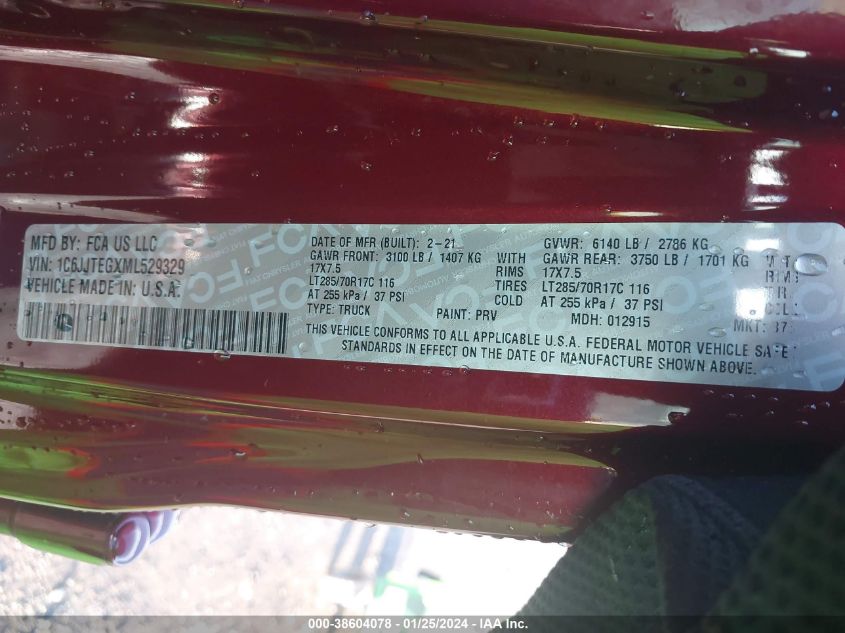 MFD BY: FCA US LLC
VIN: 1C6JJTEGXML529329
VEHICLE MADE IN: U.S.A.
DATE OF MFR (BUILT): 2-21 GVWR: 6140 LB / 2786 KG
GAWR FRONT: 3100 LB / 1407 KG WITH GAWR REAR: 3750 LB / 1701 KG
17X7.5 RIMS 17X7.5
LT285/70R17C 116 TIRES LT285/70R17C 116
AT 255 kPa / 37 PSI COLD AT 255 kPa / 37 PSI
TYPE: TRUCK PAINT: PRV MDH: 012915 MKT:
THIS VEHICLE CONFORMS TO ALL APPLICABLE U.S.A. FEDERAL MOTOR VEHICLE SAFE
STANDARDS IN EFFECT ON THE DATE OF MANUFACTURE SHOWN ABOVE.
000-38604078 - 01/25/2024 - IAA Inc.